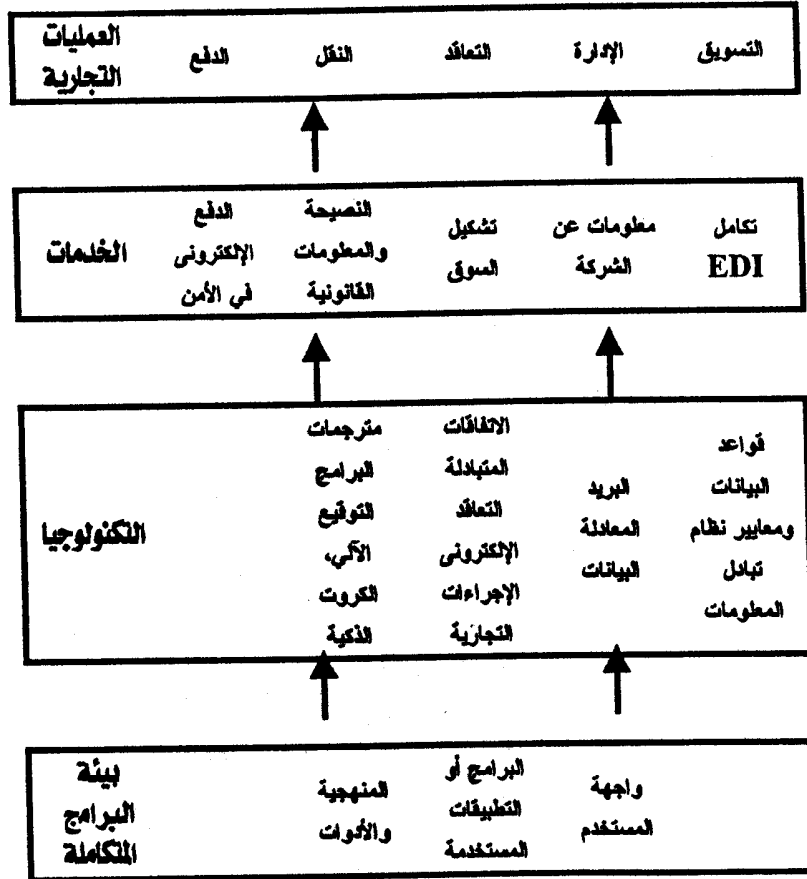 التسويق
الإدارة
التعاقد
النقل
الدفع
العمليات
التجارية
تكامل
EDI
معلومات عن
الشركة
تشكيل
السوق
النصيحة
والمعلومات
القانونية
الدفع
الإلكترونى
في الأمن
الخدمات
قواعد
البيانات
ومعايير نظام
تبادل
المعلومات
البريد
المعادلة
البيانات
الاتفاقات
المتبادلة
التعاقد
الإلكترونى
الإجراءات
التجارية
مترجمات
البرامج
التوقيع
الآلي،
الكروت
الذكية
التكنولوجيا
واجهة
المستخدم
البرامج أو
التطبيقات
المستخدمة
المنهجية
والأدوات
بيئة
البرامج
المتكاملة